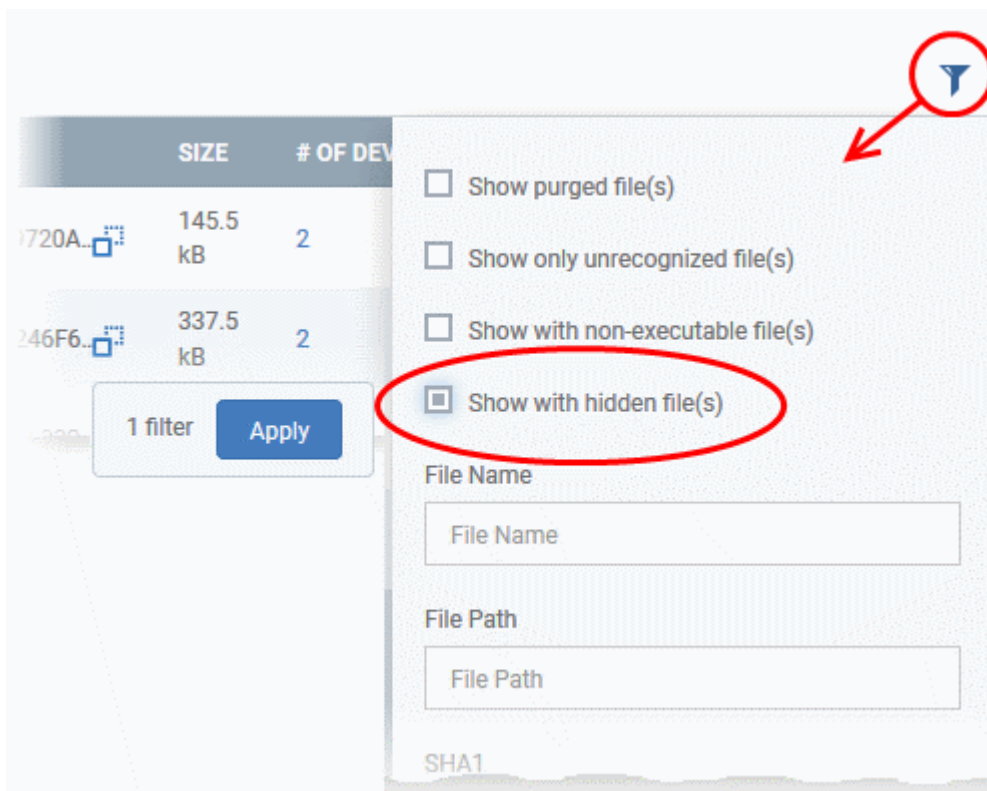 SIZE # OF DEV
Show purged file(s)
720A..
145.5
kB
2
Show only unrecognized file(s)
246F6..
337.5
kB
2
Show with non-executable file(s)
Show with hidden file(s)
1 filter Apply
File Name
File Name
File Path
File Path
SHA1